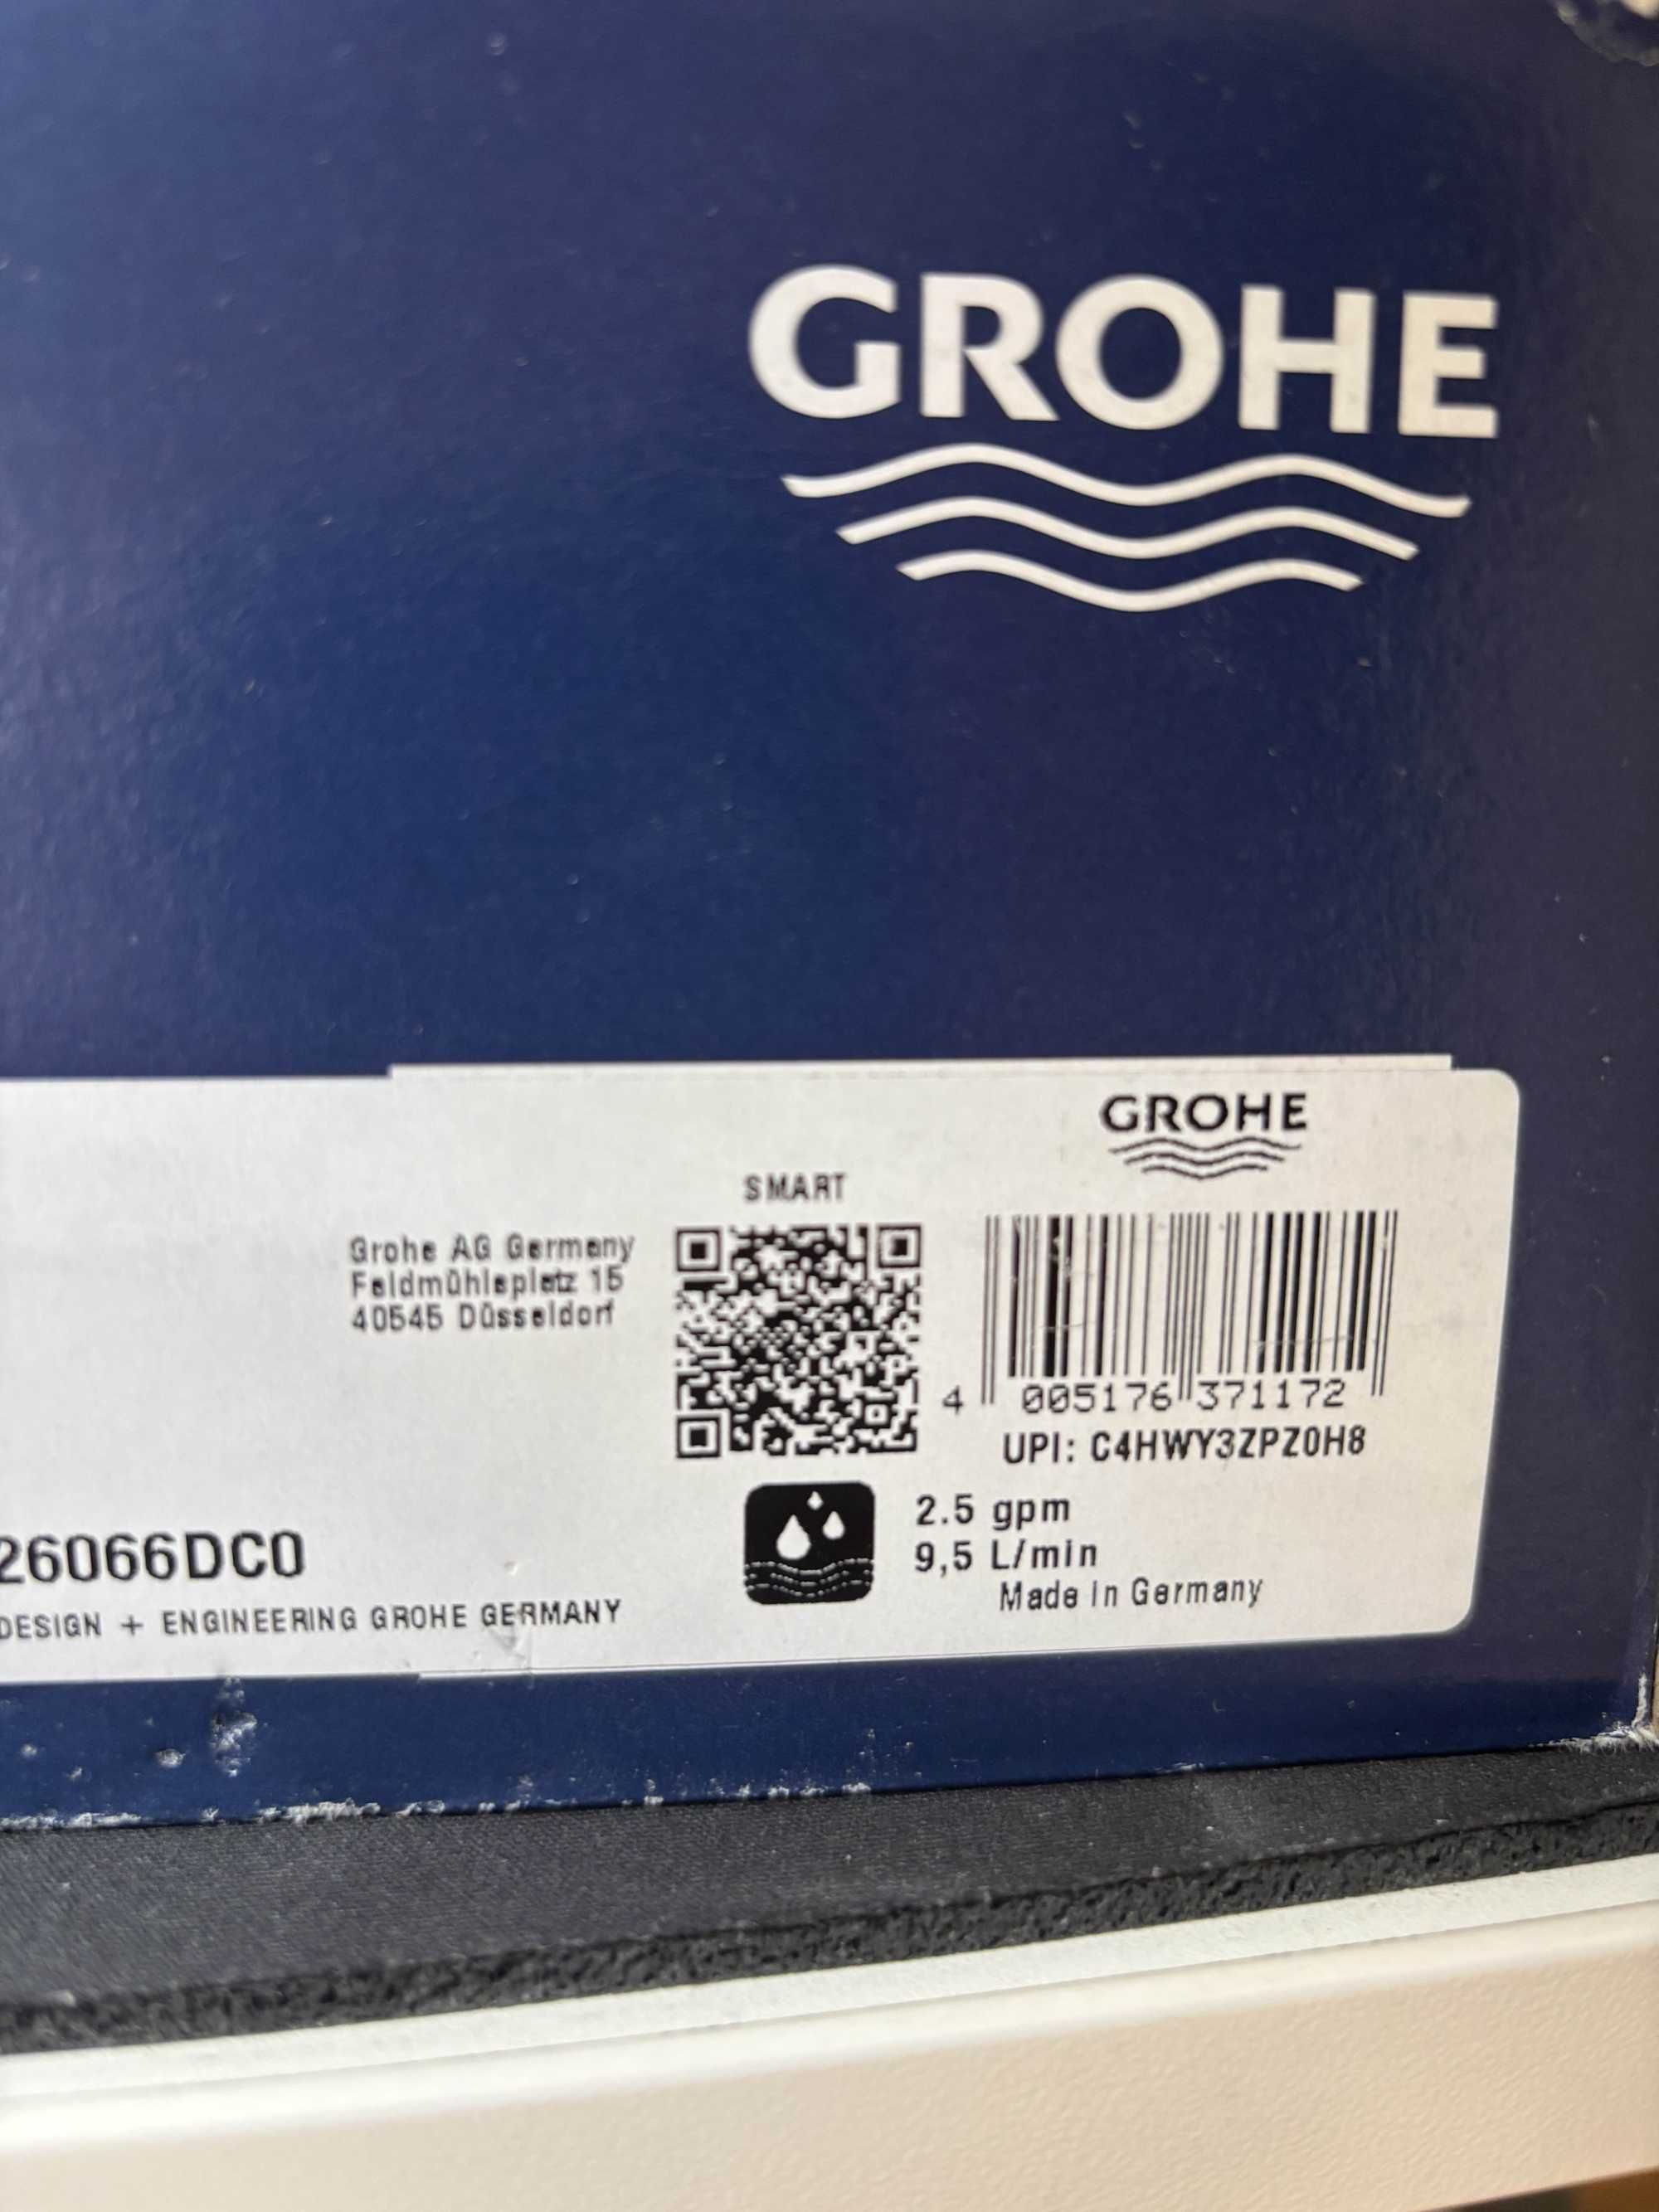 GROHE
GROHE
SMART
Grohe AG Germany
Feldmühleplatz 15
40545 Düsseldorf
4 005176 371172
UPI: C4HWY3ZPZ0H8
2.5 gpm
9,5 L/min
Made in Germany
26066DC0
DESIGN + ENGINEERING GROHE GERMANY